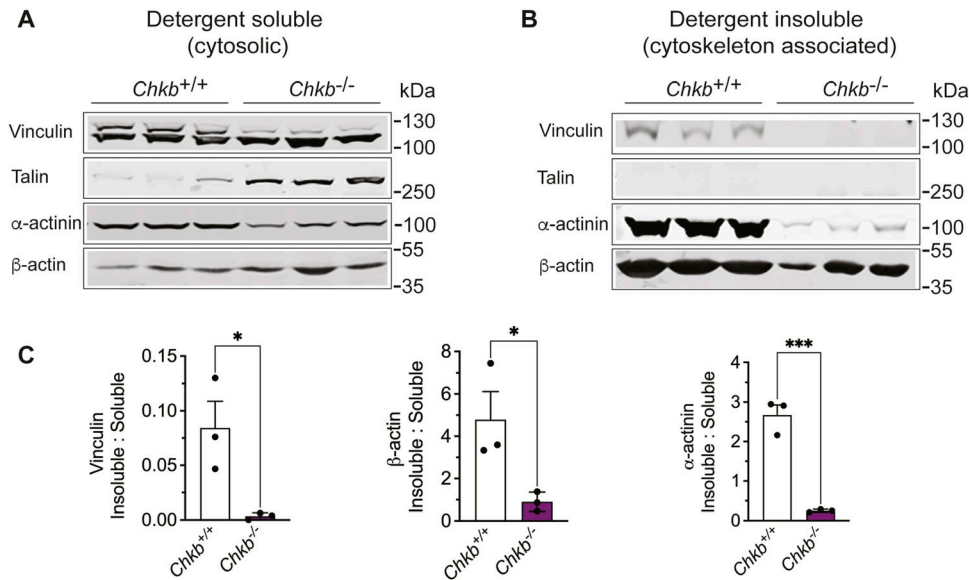 A
Detergent soluble
(cytosolic)
Chkb+/+
Chkb-/-
kDa
Vinculin
-130
-100
Talin
-250
α-actinin
-100
β-actin
-55
-35
B
Detergent insoluble
(cytoskeleton associated)
Chkb+/+
Chkb-/-
kDa
Vinculin
-130
-100
Talin
-250
α-actinin
-100
β-actin
-55
-35
C
Vinculin
Insoluble : Soluble
0.15
0.10
0.05
0.00
*
Chkb+/+
Chkb-/-
β-actin
Insoluble : Soluble
8
6
4
2
0
*
Chkb+/+
Chkb-/-
α-actinin
Insoluble : Soluble
4
3
2
1
0
***
Chkb+/+
Chkb-/-